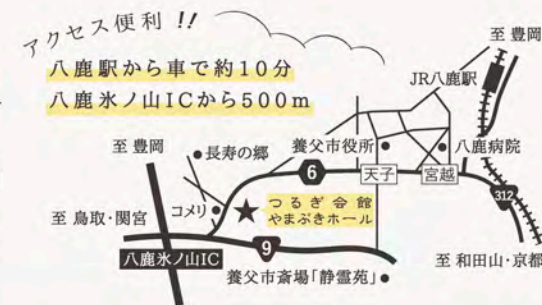 アクセス便利!!
八鹿駅から車で約10分
八鹿氷ノ山ICから500m
至 豊岡
JR八鹿駅
至 豊岡
長寿の郷
養父市役所
八鹿病院
6
天子
宮越
312
コメリ
つるぎ会館
やまぶきホール
至 鳥取・関宮
9
八鹿氷ノ山IC
至 和田山・京都
養父市斎場「静霊苑」